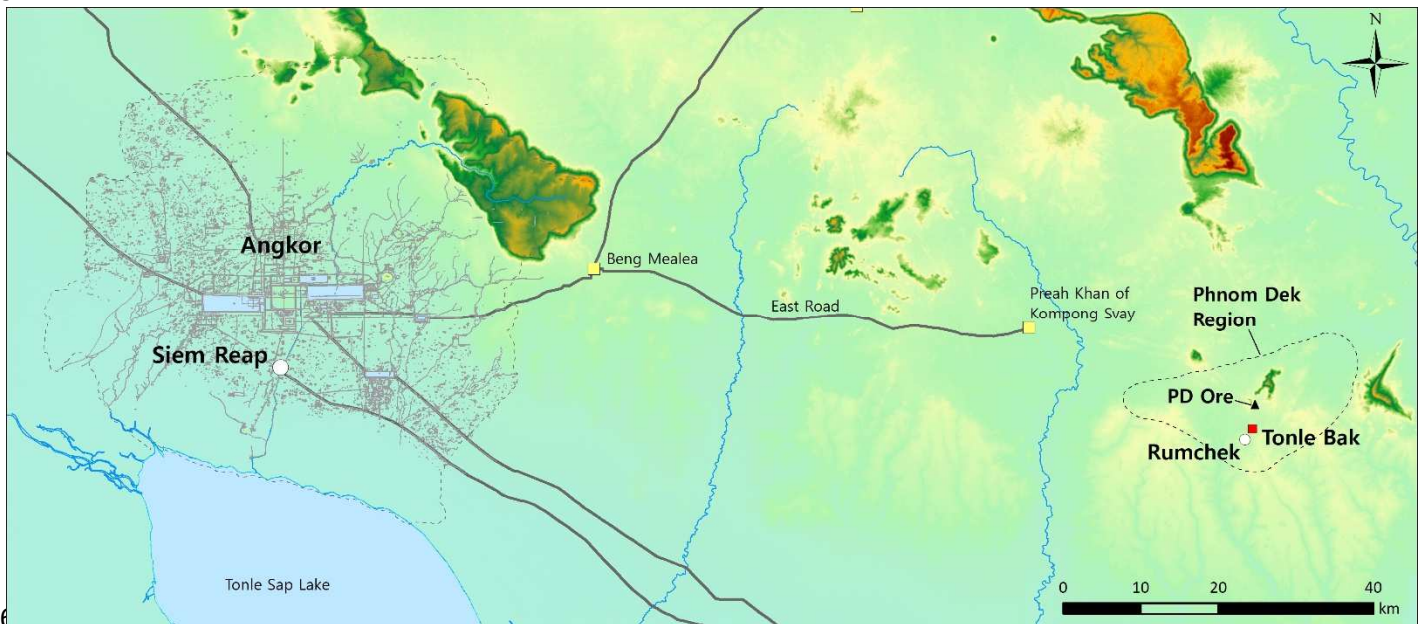 N
Angkor
Beng Mealea
East Road
Preah Khan of
Kompong Svay
Phnom Dek
Region
Siem Reap
PD Ore
Tonle Bak
Rumchek
Tonle Sap Lake
0 10 20 40
km